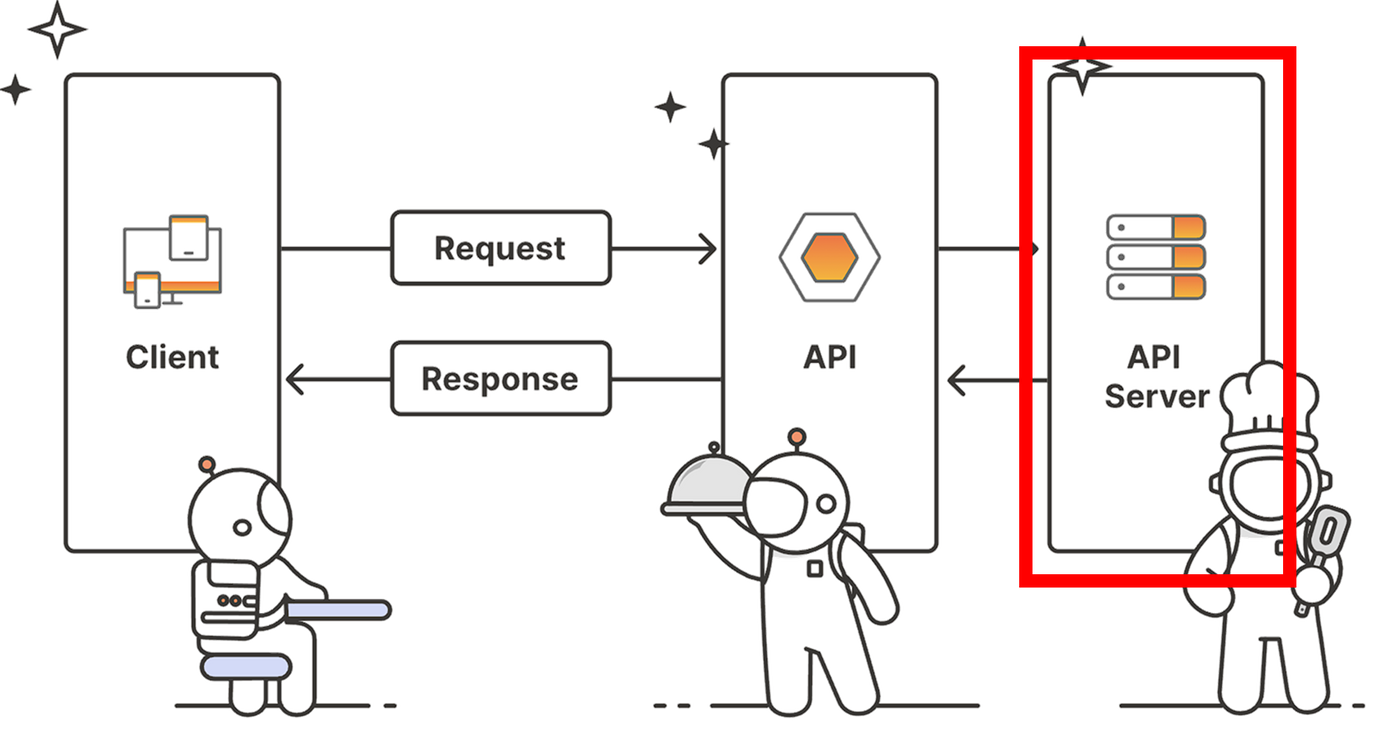 Request
Response
Client
API
API
Server